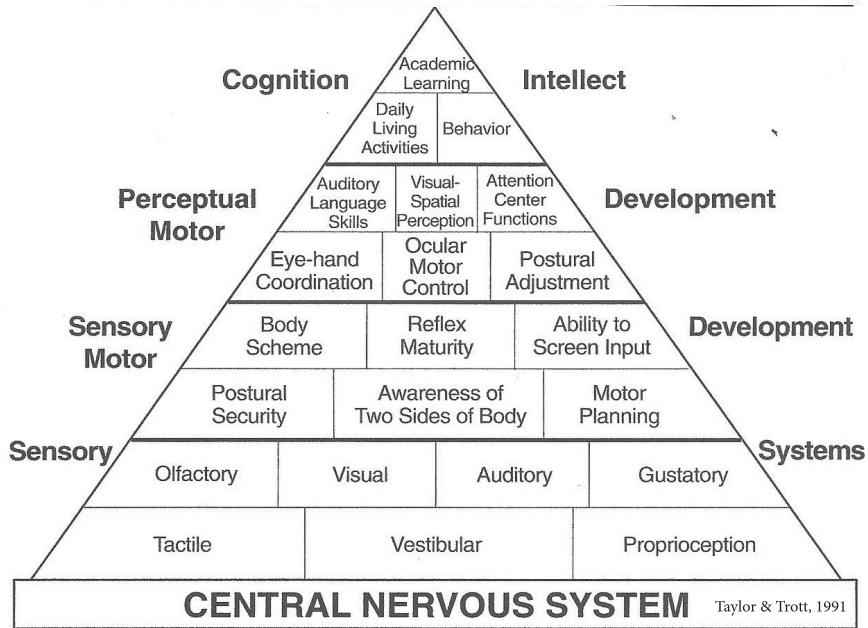 Cognition
Intellect
Academic
Learning
Daily
Living
Activities
Behavior
Perceptual
Motor
Development
Auditory
Language
Skills
Visual-
Spatial
Perception
Attention
Center
Functions
Eye-hand
Coordination
Ocular
Motor
Control
Postural
Adjustment
Sensory
Motor
Development
Body
Scheme
Reflex
Maturity
Ability to
Screen Input
Postural
Security
Awareness of
Two Sides of Body
Motor
Planning
Sensory
Systems
Olfactory
Visual
Auditory
Gustatory
Tactile
Vestibular
Proprioception
CENTRAL NERVOUS SYSTEM
Taylor & Trott, 1991